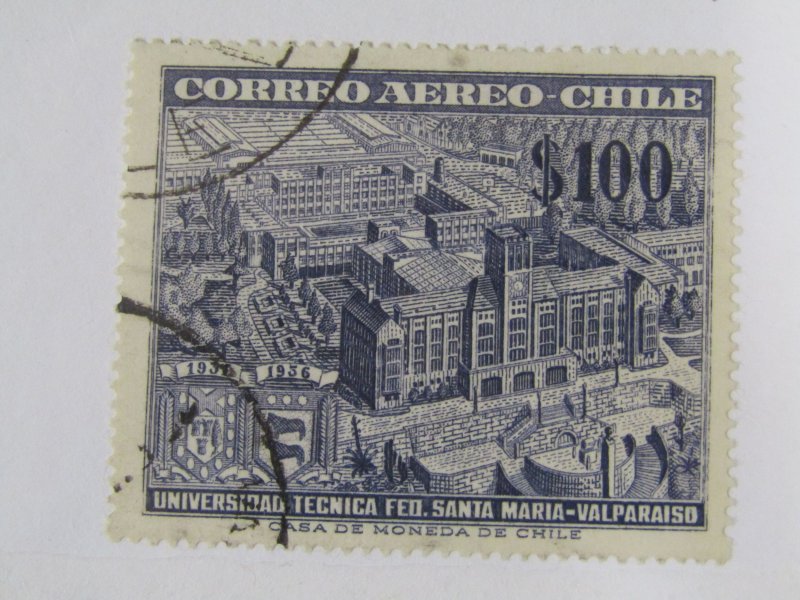 CORREO AEREO-CHILE
$100
1956
UNIVERSIDAD TECNICA FED. SANTA MARIA-VALPARAISO
CASA DE MONEDA DE CHILE